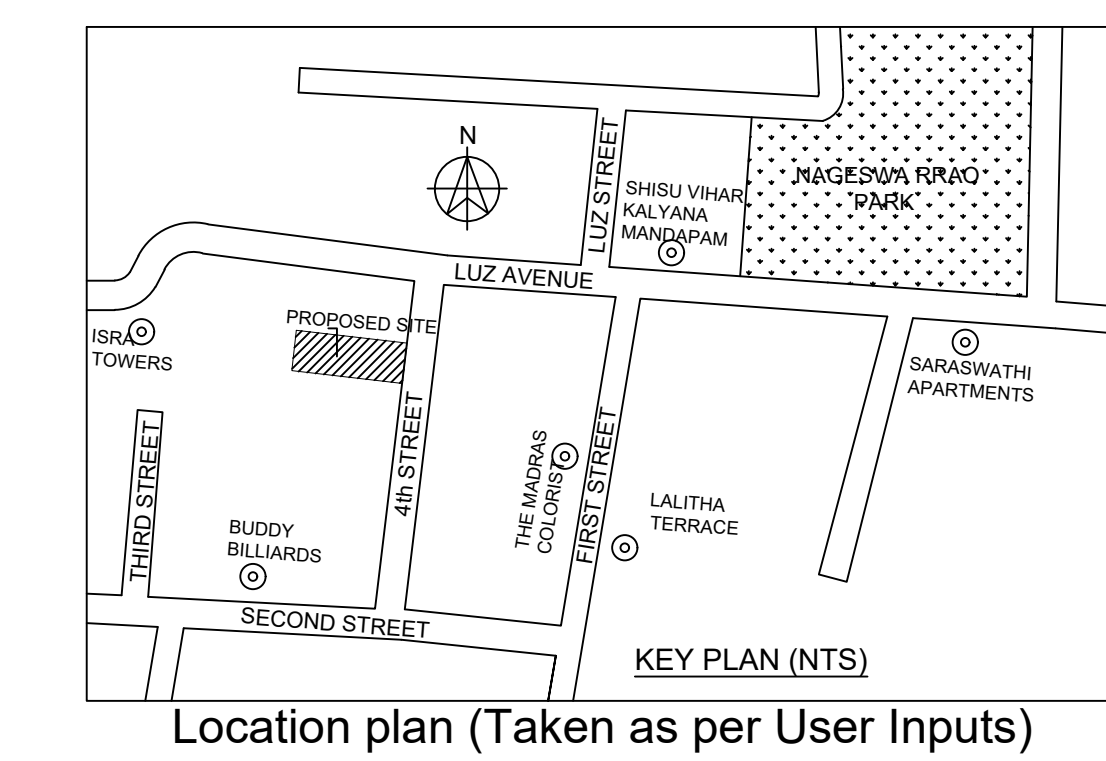 N
LUZ STREET
SHISU VIHAR
KALYANA
MANDAPAM
NAGESWA RRAO
PARK
LUZ AVENUE
PROPOSED SITE
ISRA
TOWERS
SARASWATHI
APARTMENTS
4th STREET
THIRD STREET
THE MADRAS
COLORIST
FIRST STREET
LALITHA
TERRACE
BUDDY
BILLIARDS
SECOND STREET
KEY PLAN (NTS)
Location plan (Taken as per User Inputs)